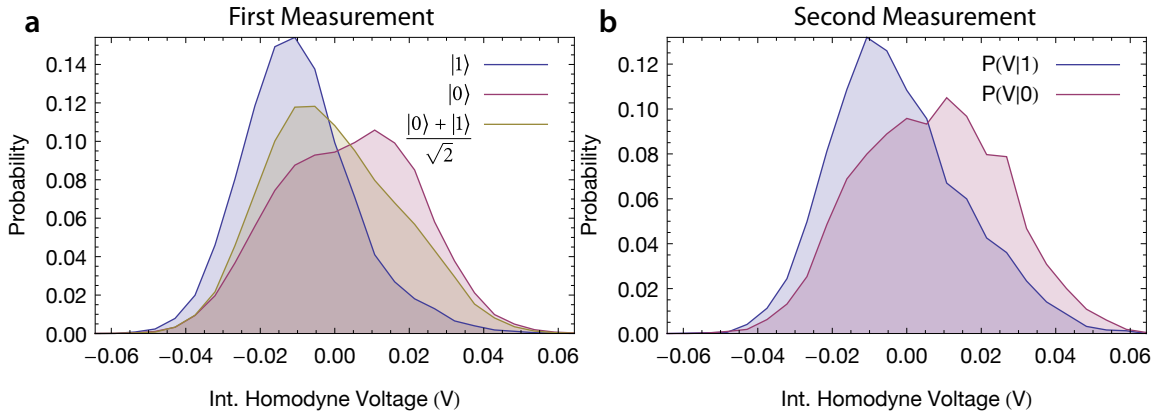 a First Measurement
|1⟩
|0⟩
|0⟩ + |1⟩
√2
Probability
0.14
0.12
0.10
0.08
0.06
0.04
0.02
0.00
−0.06 −0.04 −0.02 0.00 0.02 0.04 0.06
Int. Homodyne Voltage (V)
b Second Measurement
P(V|1)
P(V|0)
Probability
0.12
0.10
0.08
0.06
0.04
0.02
0.00
−0.06 −0.04 −0.02 0.00 0.02 0.04 0.06
Int. Homodyne Voltage (V)